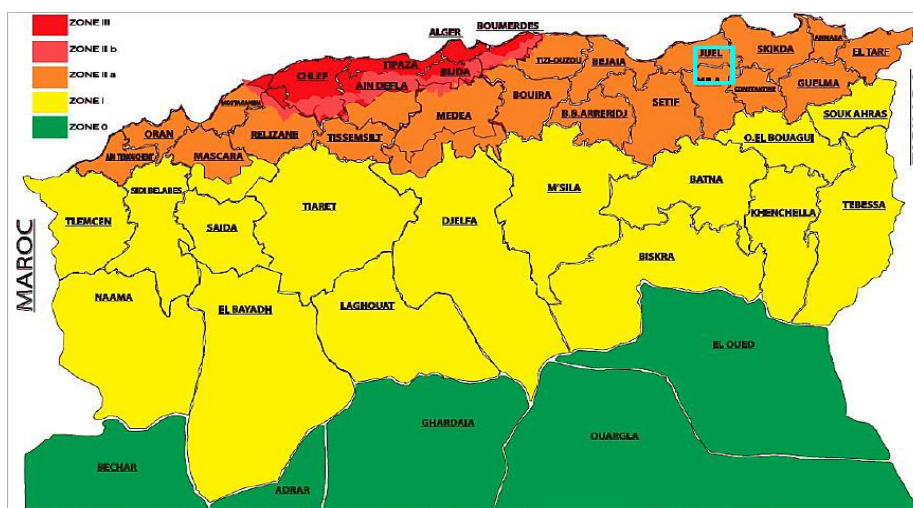 ZONE III
ZONE II b
ZONE II a
ZONE I
ZONE 0
BOUMERDES
ALGER
TIPAZA
BLIDA
CHLEF
AIN DEFLA
TIZI-OUZOU
BEJAIA
JIJEL
SKIKDA
ANNABA
EL TARF
GUELMA
CONSTANTINE
SOUK AHRAS
BOUIRA
SETIF
B.B.ARRERIDJ
MEDEA
MOSTAGANEM
ORAN
RELIZANE
TISSEMSILT
AIN TEMOUCHENT
MASCARA
O.EL BOUAGUI
SIDI BELABES
TLEMCEN
SAIDA
TIARET
DJELFA
M'SILA
BATNA
KHENCHELLA
TEBESSA
BISKRA
MAROC
NAAMA
EL BAYADH
LAGHOUAT
EL OUED
GHARDAIA
OUARGLA
BECHAR
ADRAR